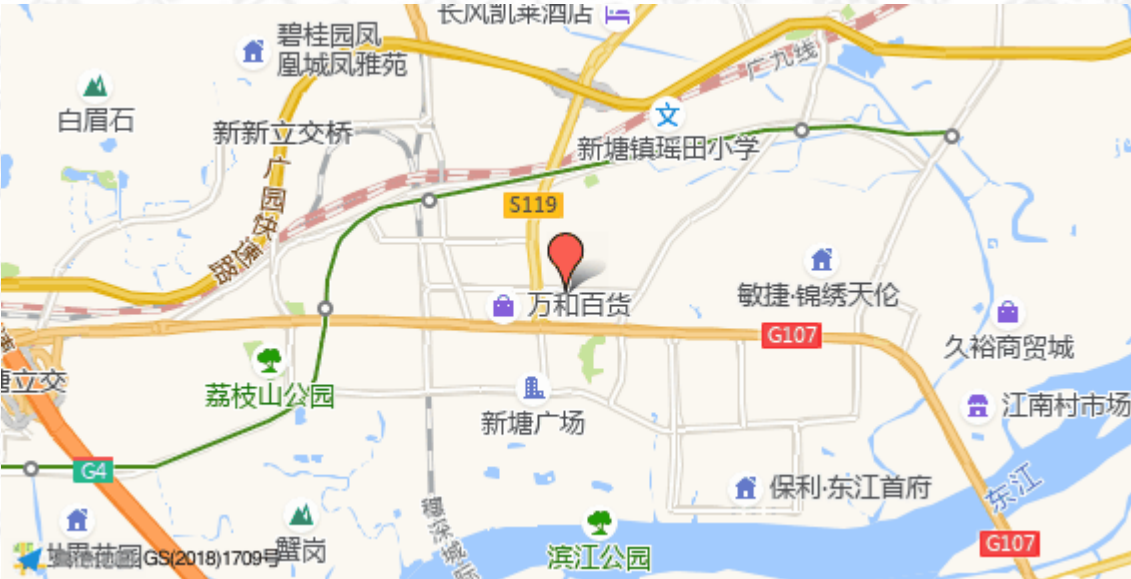 长风凯莱酒店
碧桂园凤
凰城凤雅苑
广九线
白眉石
新新立交桥
新塘镇瑶田小学
广园快速路
S119
敏捷·锦绣天伦
万和百货
G107
久裕商贸城
塘立交
荔枝山公园
新塘广场
江南村市场
G4
保利·东江首府
东江
蟹岗
滨江公园
G107
GS(2018)1709号